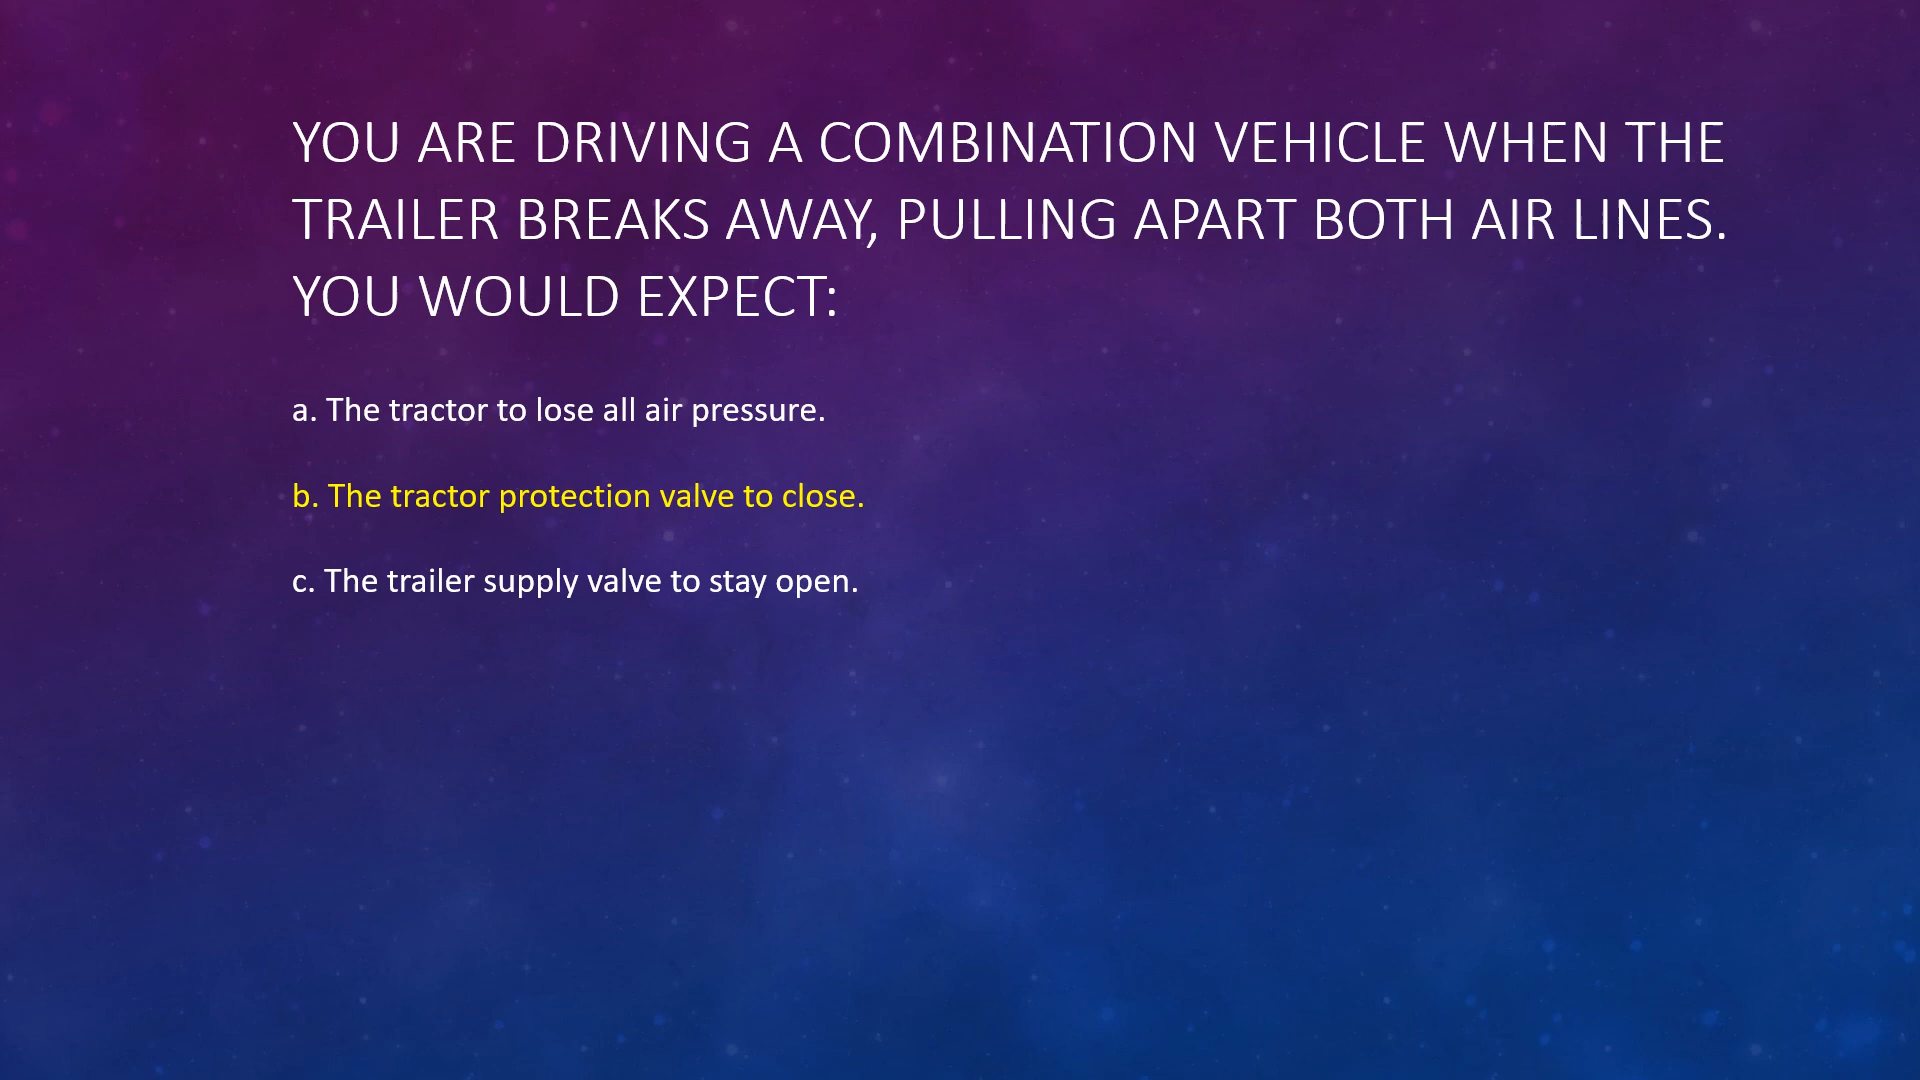 YOU ARE DRIVING A COMBINATION VEHICLE WHEN THE
TRAILER BREAKS AWAY, PULLING APART BOTH AIR LINES.
YOU WOULD EXPECT:
a. The tractor to lose all air pressure.
b. The tractor protection valve to close.
c. The trailer supply valve to stay open.